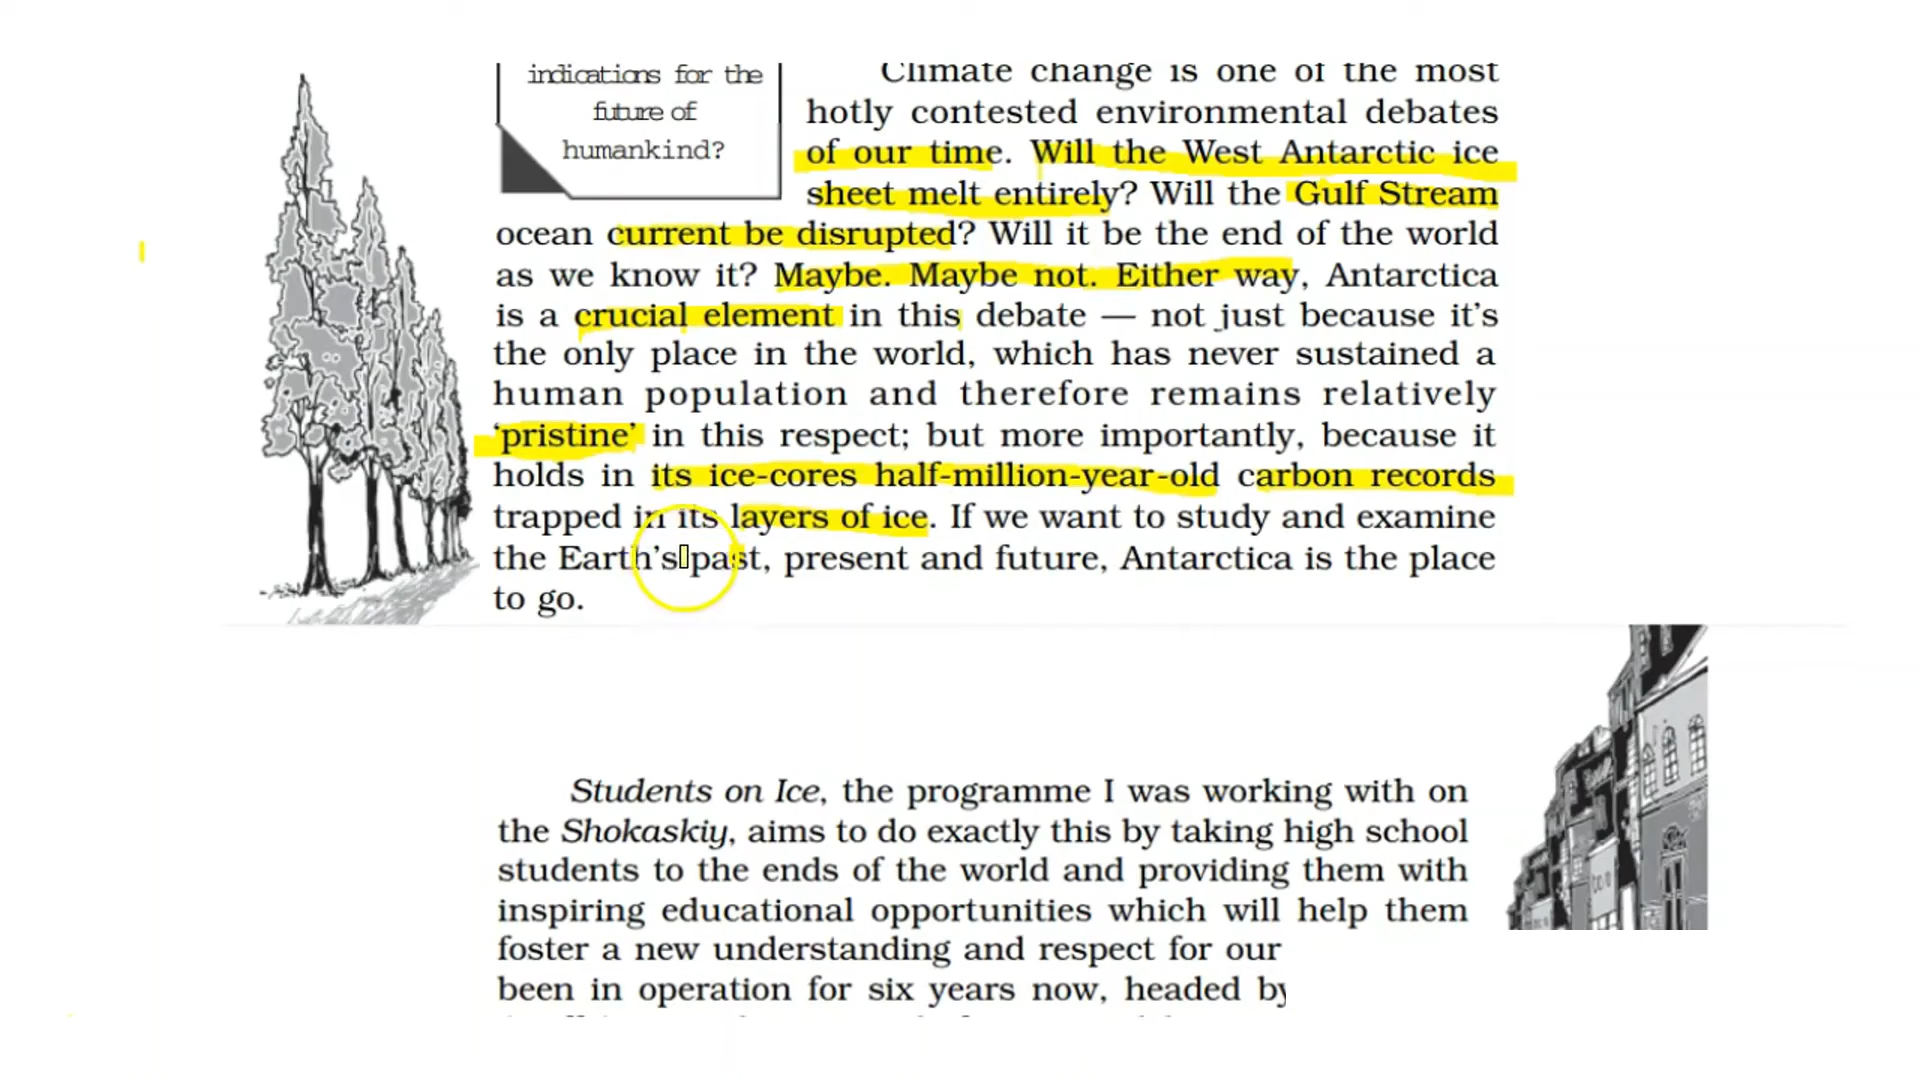 indications for the
future of
humankind?
Climate change is one of the most
hotly contested environmental debates
of our time. Will the West Antarctic ice
sheet melt entirely? Will the Gulf Stream
ocean current be disrupted? Will it be the end of the world
as we know it? Maybe. Maybe not. Either way, Antarctica
is a crucial element in this debate — not just because it's
the only place in the world, which has never sustained a
human population and therefore remains relatively
‘pristine’ in this respect; but more importantly, because it
holds in its ice-cores half-million-year-old carbon records
trapped in its layers of ice. If we want to study and examine
the Earth’s past, present and future, Antarctica is the place
to go.
Students on Ice, the programme I was working with on
the Shokaskiy, aims to do exactly this by taking high school
students to the ends of the world and providing them with
inspiring educational opportunities which will help them
foster a new understanding and respect for our
been in operation for six years now, headed by